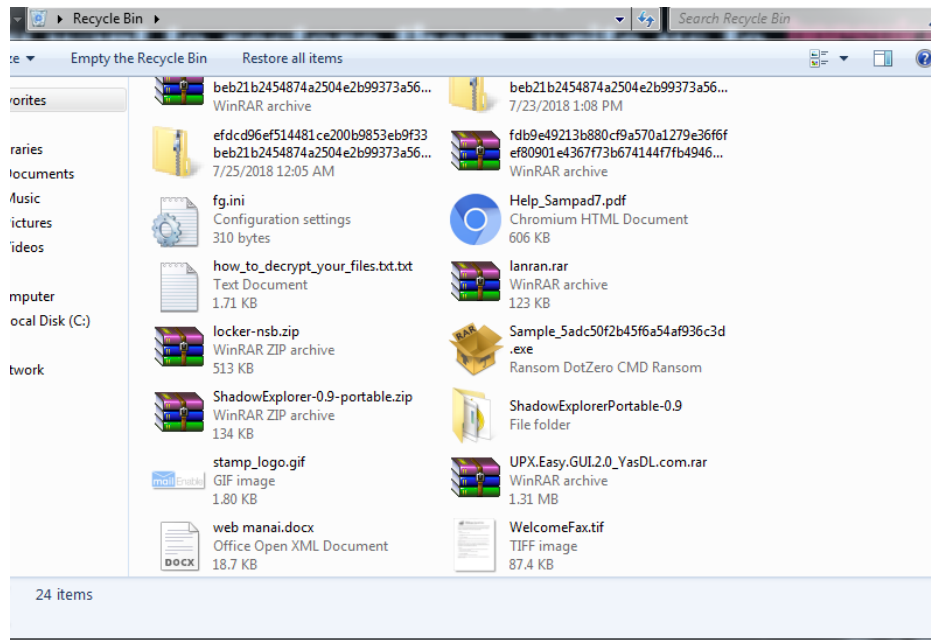 Recycle Bin
Search Recycle Bin
ze
Empty the Recycle Bin
Restore all items
vorites
raries
Documents
Music
ictures
ideos
mputer
ocal Disk (C:)
twork
beb21b2454874a2504e2b99373a56...
WinRAR archive
beb21b2454874a2504e2b99373a56...
7/23/2018 1:08 PM
efdcd96ef514481ce200b9853eb9f33
beb21b2454874a2504e2b99373a56...
7/25/2018 12:05 AM
fdb9e49213b880cf9a570a1279e36f6f
ef80901e4367f73b674144f7fb4946...
WinRAR archive
fg.ini
Configuration settings
310 bytes
Help_Sampad7.pdf
Chromium HTML Document
606 KB
how_to_decrypt_your_files.txt.txt
Text Document
1.71 KB
lanran.rar
WinRAR archive
123 KB
locker-nsb.zip
WinRAR ZIP archive
513 KB
RAR
Sample_5adc50f2b45f6a54af936c3d
.exe
Ransom DotZero CMD Ransom
ShadowExplorer-0.9-portable.zip
WinRAR ZIP archive
134 KB
ShadowExplorerPortable-0.9
File folder
mail Enable
stamp_logo.gif
GIF image
1.80 KB
UPX.Easy.GUI.2.0_YasDL.com.rar
WinRAR archive
1.31 MB
DOCX
web manai.docx
Office Open XML Document
18.7 KB
WelcomeFax.tif
TIFF image
87.4 KB
24 items